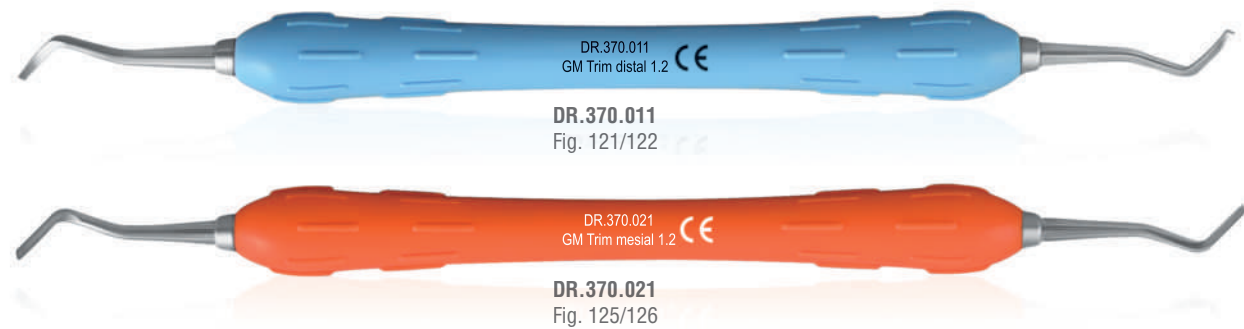 DR.370.011
GM Trim distal 1.2 CE
DR.370.011
Fig. 121/122
DR.370.021
GM Trim mesial 1.2 CE
DR.370.021
Fig. 125/126